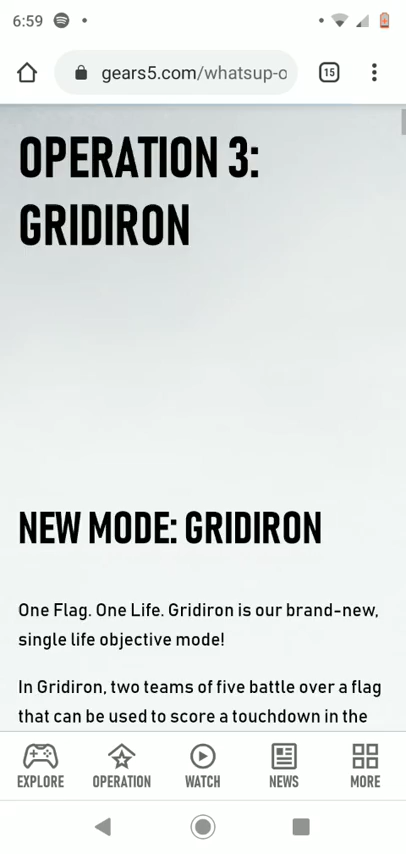 6:59
gears5.com/whatsup-o
15
OPERATION 3:
GRIDIRON
NEW MODE: GRIDIRON
One Flag. One Life. Gridiron is our brand-new,
single life objective mode!
In Gridiron, two teams of five battle over a flag
that can be used to score a touchdown in the
EXPLORE OPERATION WATCH NEWS MORE